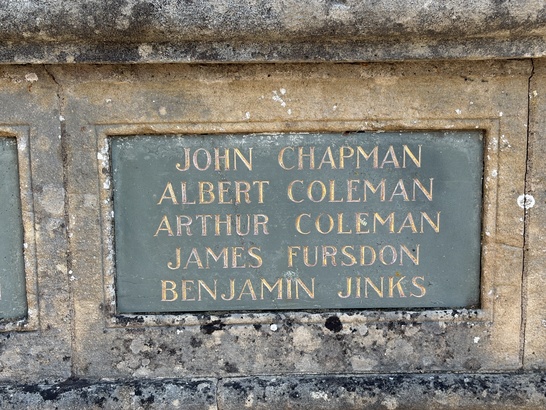 JOHN CHAPMAN
ALBERT COLEMAN
ARTHUR COLEMAN
JAMES FURSDON
BENJAMIN JINKS